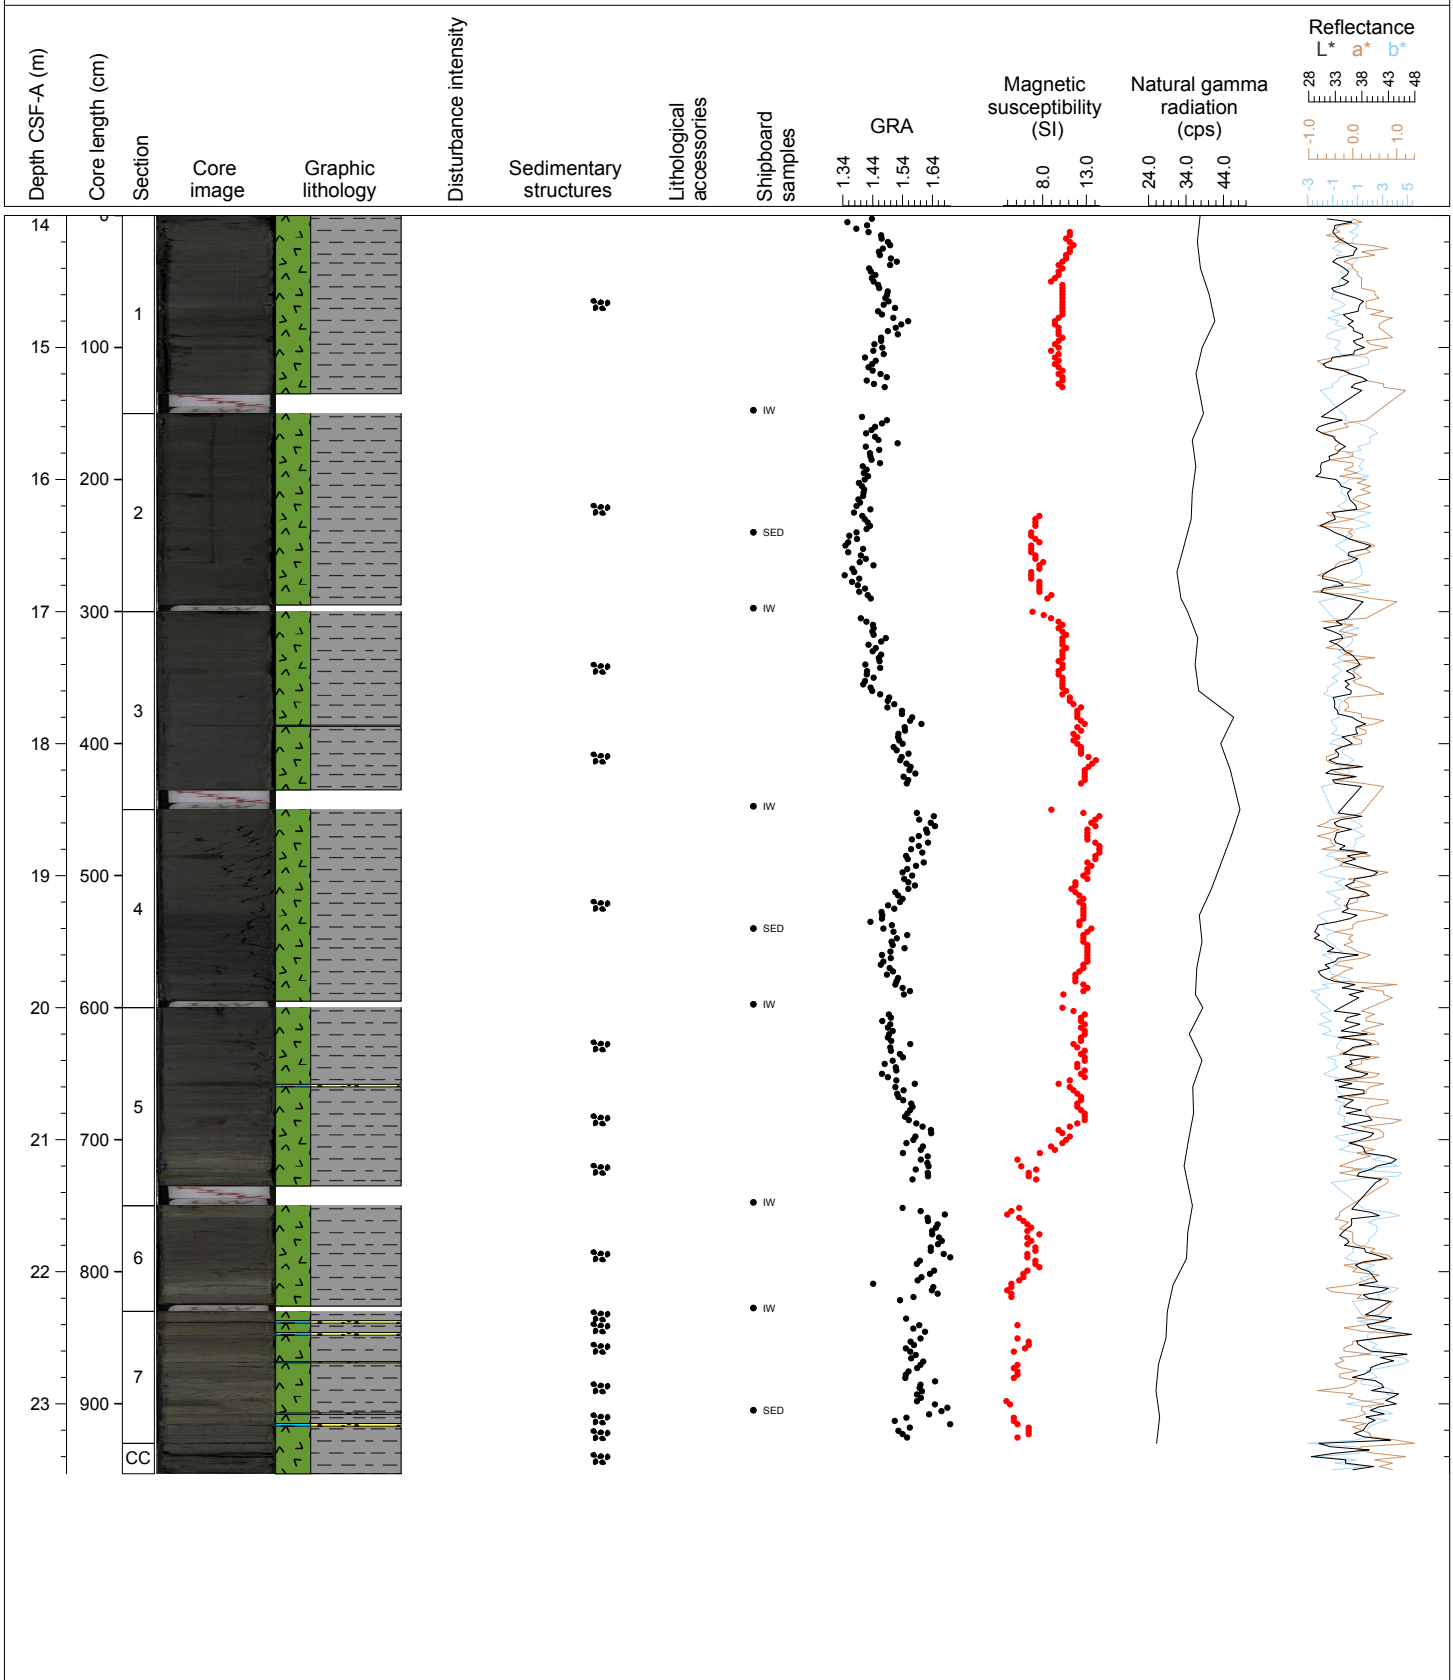 Depth CSF-A (m)
Core length (cm)
Section
Core
image
Graphic
lithology
Disturbance intensity
Sedimentary
structures
Lithological
accessories
Shipboard
samples
GRA
1.34 1.44 1.54 1.64
Magnetic
susceptibility
(SI)
8.0 13.0
Natural gamma
radiation
(cps)
24.0 34.0 44.0
Reflectance
L* a* b*
28 33 38 43 48
-1.0 0.0 1.0
-3 -1 1 3 5
14 0
1
15 100
IW
16 200
2
SED
17 300
IW
3
18 400
IW
19 500
4
SED
20 600
IW
5
21 700
IW
6
22 800
IW
7
23 900
SED
CC